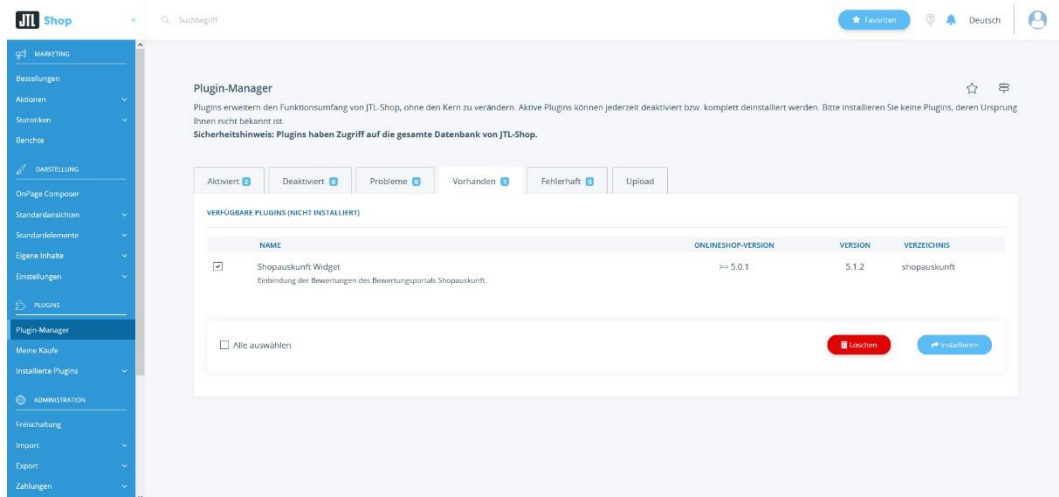 JTL Shop
Suchbegriff
Favoriten
Deutsch
MARKETING
Bestellungen
Aktionen
Statistiken
Berichte
DARSTELLUNG
OnPage Composer
Standardansichten
Standardelemente
Eigene Inhalte
Einstellungen
PLUGINS
Plugin-Manager
Meine Käufe
Installierte Plugins
ADMINISTRATION
Freischaltung
Import
Export
Zahlungen
Plugin-Manager
Plugins erweitern den Funktionsumfang von JTL-Shop, ohne den Kern zu verändern. Aktive Plugins können jederzeit deaktiviert bzw. komplett deinstalliert werden. Bitte installieren Sie keine Plugins, deren Ursprung
Ihnen nicht bekannt ist.
Sicherheitshinweis: Plugins haben Zugriff auf die gesamte Datenbank von JTL-Shop.
Aktiviert Deaktiviert Probleme Vorhanden 1 Fehlerhaft Upload
VERFÜGBARE PLUGINS (NICHT INSTALLIERT)
NAME ONLINESHOP-VERSION VERSION VERZEICHNIS
Shopauskunft Widget >= 5.0.1 5.1.2 shopauskunft
Einbindung der Bewertungen des Bewertungsportals Shopauskunft.
Alle auswählen Löschen Installieren